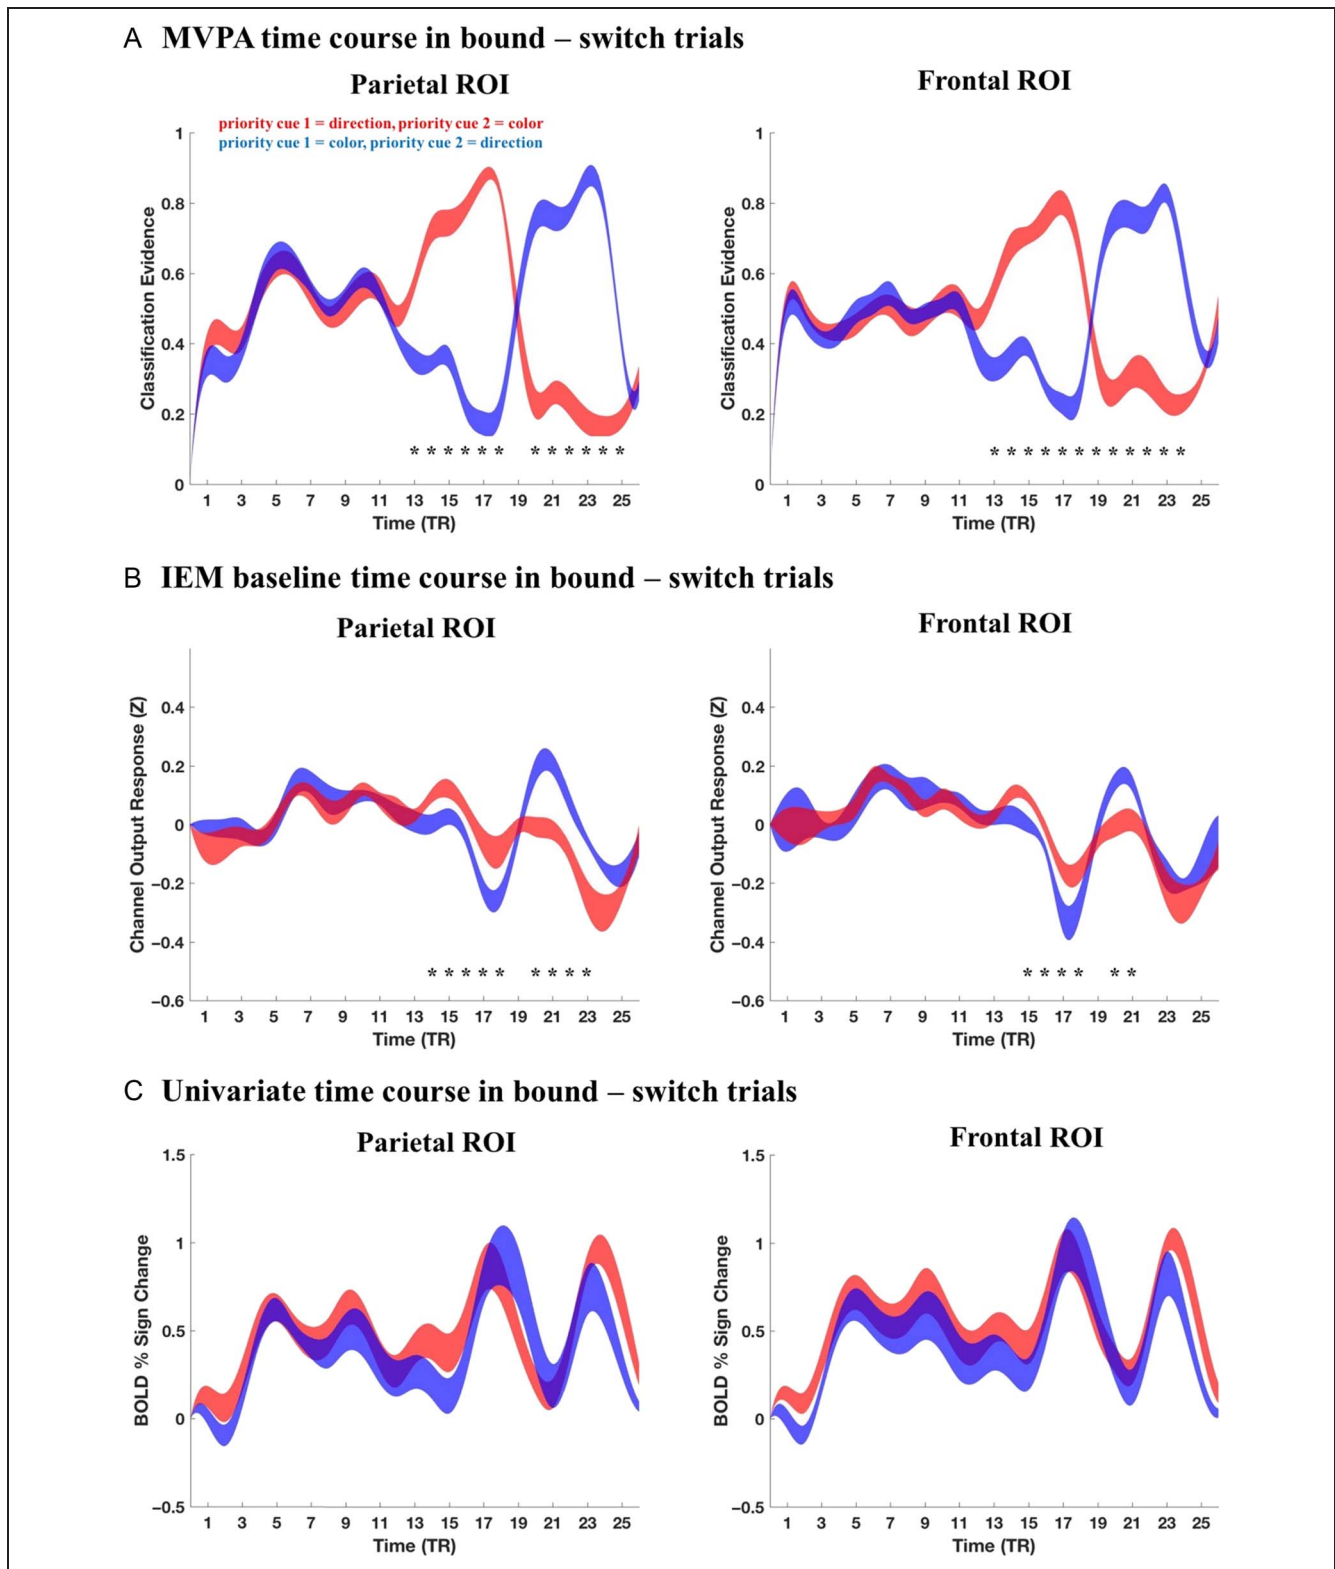 A MVPA time course in bound – switch trials
Parietal ROI
Frontal ROI
priority cue 1 = direction, priority cue 2 = color
priority cue 1 = color, priority cue 2 = direction
Classification Evidence
1
0.8
0.6
0.4
0.2
0
* * * * * * * * * * * *
1 3 5 7 9 11 13 15 17 19 21 23 25
Time (TR)
Classification Evidence
1
0.8
0.6
0.4
0.2
0
* * * * * * * * * * * *
1 3 5 7 9 11 13 15 17 19 21 23 25
Time (TR)
B IEM baseline time course in bound – switch trials
Parietal ROI
Frontal ROI
Channel Output Response (Z)
0.4
0.2
0
−0.2
−0.4
−0.6
* * * * * * * * *
1 3 5 7 9 11 13 15 17 19 21 23 25
Time (TR)
Channel Output Response (Z)
0.4
0.2
0
−0.2
−0.4
−0.6
* * * * * *
1 3 5 7 9 11 13 15 17 19 21 23 25
Time (TR)
C Univariate time course in bound – switch trials
Parietal ROI
Frontal ROI
BOLD % Sign Change
1.5
1
0.5
0
−0.5
1 3 5 7 9 11 13 15 17 19 21 23 25
Time (TR)
BOLD % Sign Change
1.5
1
0.5
0
−0.5
1 3 5 7 9 11 13 15 17 19 21 23 25
Time (TR)